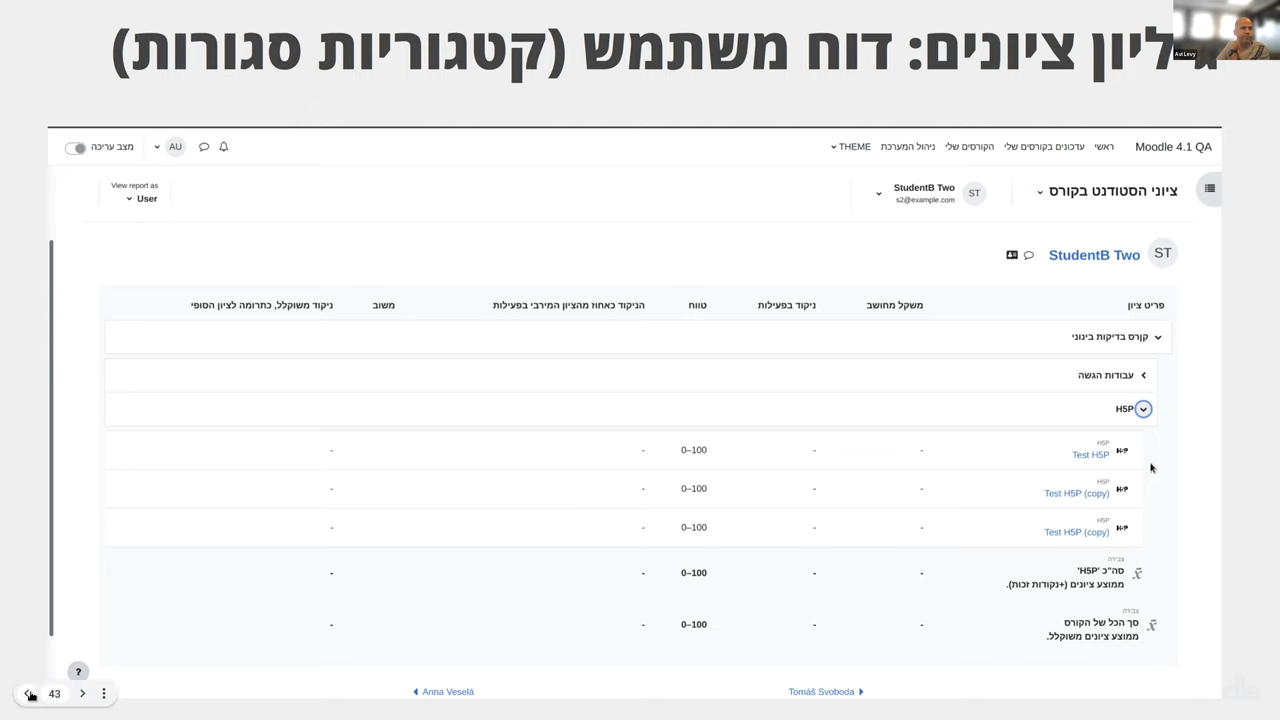 גיליון ציונים: דוח משתמש (קטגוריות סגורות)
Avi Levy
Moodle 4.1 QA
ראשי
עדכונים בקורסים שלי
הקורסים שלי
ניהול המערכת
THEME
AU
מצב עריכה
ציוני הסטודנט בקורס
ST
StudentB Two
s2@example.com
View report as
User
ST
StudentB Two
פריט ציון
משקל מחושב
ניקוד בפעילות
טווח
הניקוד כאחוז מהציון המירבי בפעילות
משוב
ניקוד משוקלל, כתרומה לציון הסופי
קורס בדיקות בינוני
עבודות הגשה
H5P
H5P
Test H5P
- - 0–100 - -
H5P
Test H5P (copy)
- - 0–100 - -
H5P
Test H5P (copy)
- - 0–100 - -
צבירה
סה"כ 'H5P'
ממוצע ציונים (+נקודות זכות).
- - 0–100 - -
צבירה
סך הכל של הקורס
ממוצע ציונים משוקלל.
- - 0–100 - -
Tomáš Svoboda
Anna Veselá
?
43